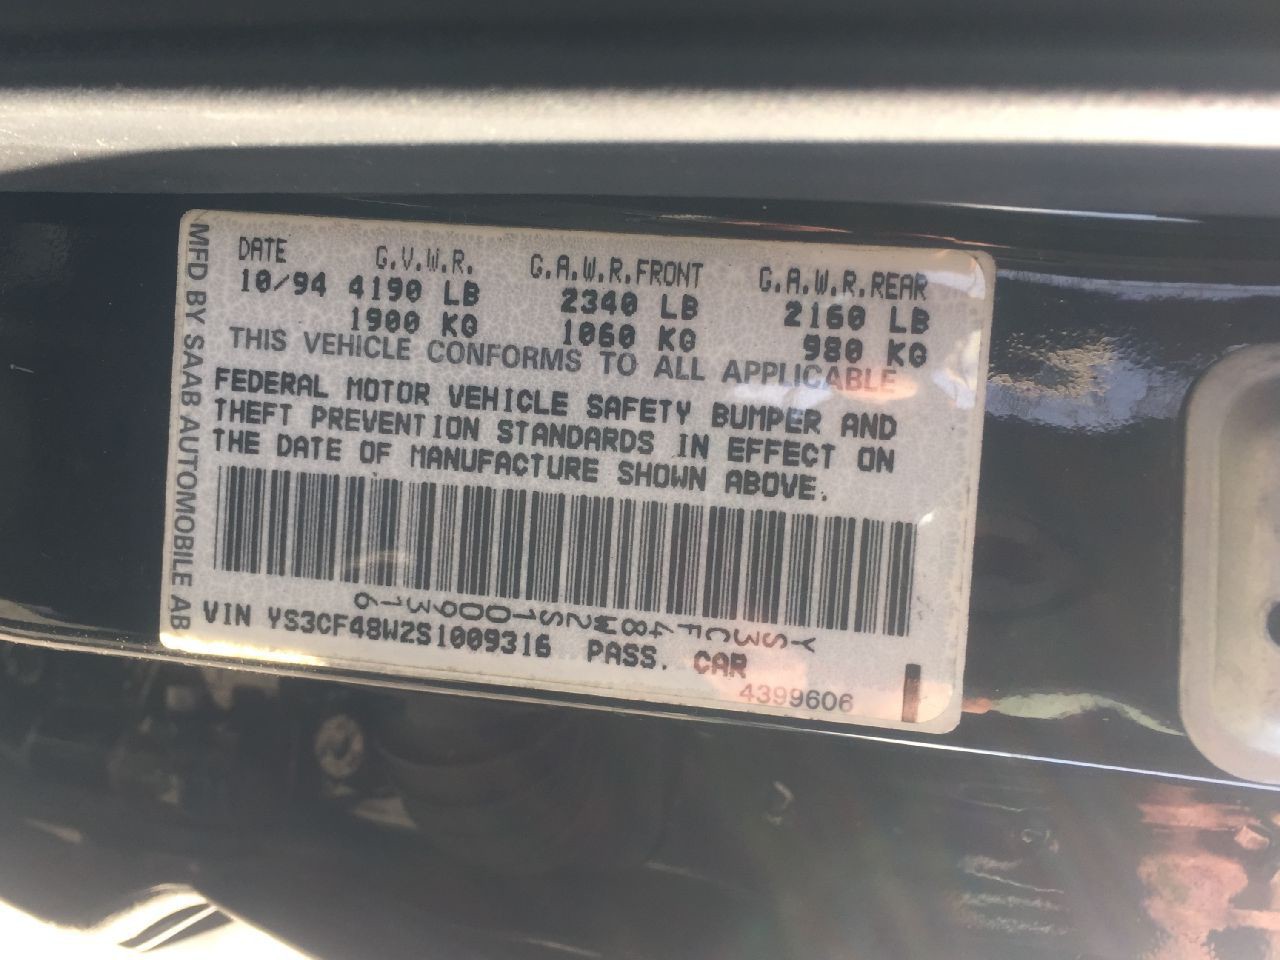 MFD BY SAAB AUTOMOBILE AB
DATE G.V.W.R. G.A.W.R.FRONT G.A.W.R.REAR
10/94 4190 LB 2340 LB 2160 LB
1900 KG 1060 KG 980 KG
THIS VEHICLE CONFORMS TO ALL APPLICABLE
FEDERAL MOTOR VEHICLE SAFETY BUMPER AND
THEFT PREVENTION STANDARDS IN EFFECT ON
THE DATE OF MANUFACTURE SHOWN ABOVE.
YS3CF48W2S1009316
VIN YS3CF48W2S1009316 PASS. CAR
4399606